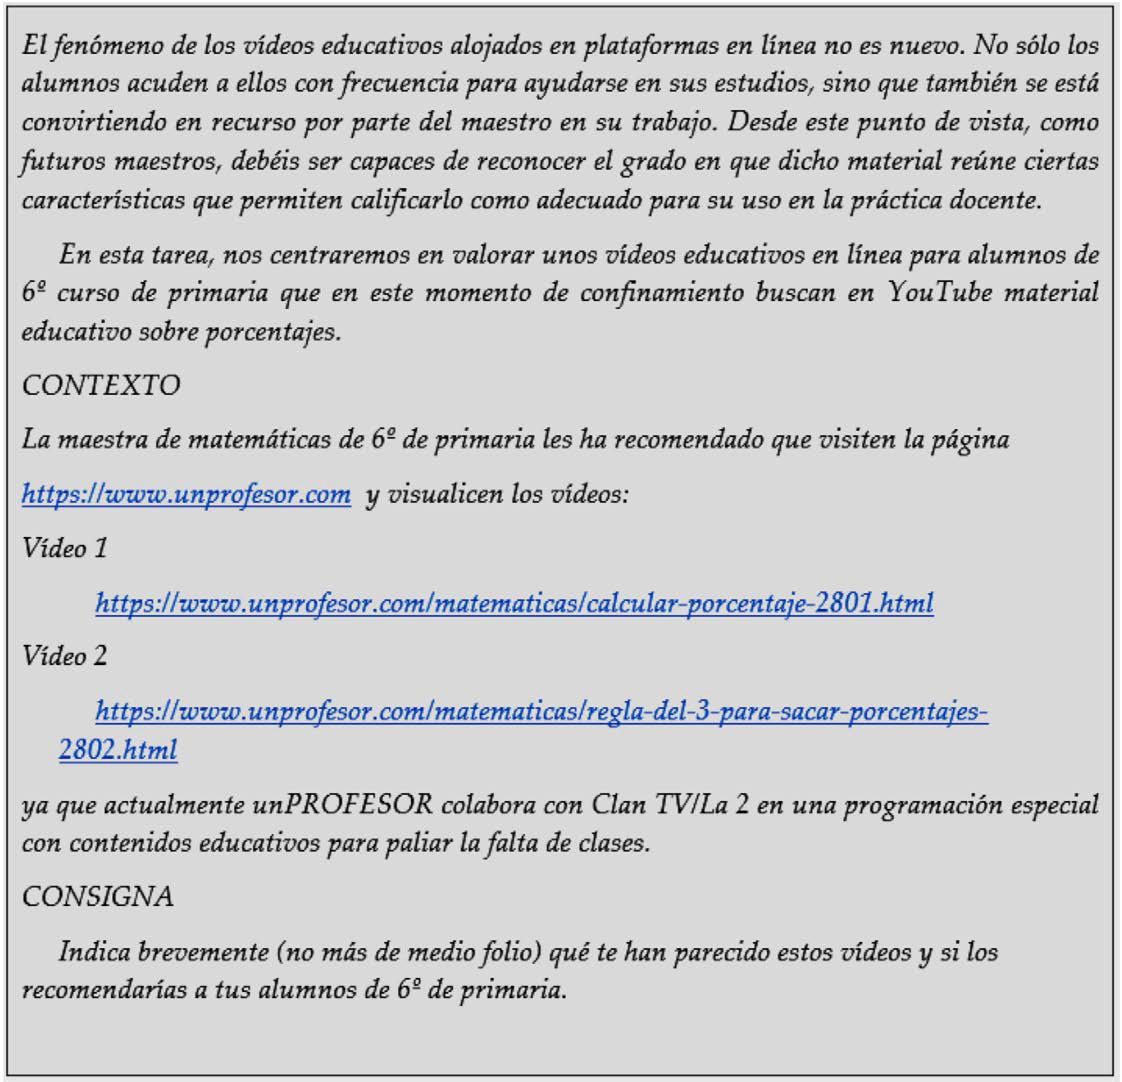 El fenómeno de los vídeos educativos alojados en plataformas en línea no es nuevo. No sólo los
alumnos acuden a ellos con frecuencia para ayudarse en sus estudios, sino que también se está
convirtiendo en recurso por parte del maestro en su trabajo. Desde este punto de vista, como
futuros maestros, debéis ser capaces de reconocer el grado en que dicho material reúne ciertas
características que permiten calificarlo como adecuado para su uso en la práctica docente.
En esta tarea, nos centraremos en valorar unos vídeos educativos en línea para alumnos de
6º curso de primaria que en este momento de confinamiento buscan en YouTube material
educativo sobre porcentajes.
CONTEXTO
La maestra de matemáticas de 6º de primaria les ha recomendado que visiten la página
https://www.unprofesor.com y visualicen los vídeos:
Vídeo 1
https://www.unprofesor.com/matematicas/calcular-porcentaje-2801.html
Vídeo 2
https://www.unprofesor.com/matematicas/regla-del-3-para-sacar-porcentajes-
2802.html
ya que actualmente unPROFESOR colabora con Clan TV/La 2 en una programación especial
con contenidos educativos para paliar la falta de clases.
CONSIGNA
Indica brevemente (no más de medio folio) qué te han parecido estos vídeos y si los
recomendarías a tus alumnos de 6º de primaria.